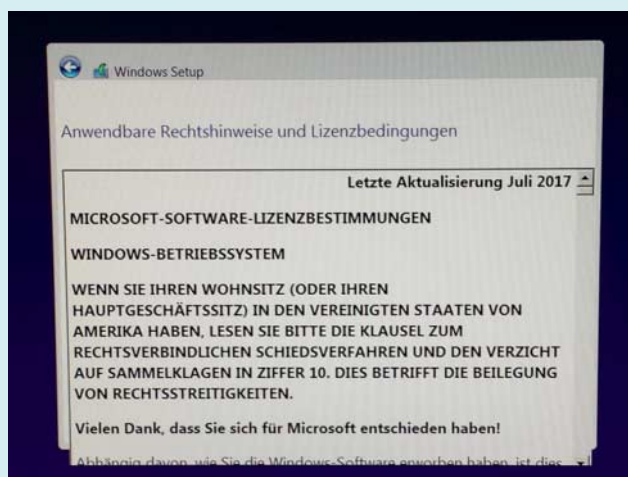 Windows Setup
Anwendbare Rechtshinweise und Lizenzbedingungen
Letzte Aktualisierung Juli 2017
MICROSOFT-SOFTWARE-LIZENZBESTIMMUNGEN
WINDOWS-BETRIEBSSYSTEM
WENN SIE IHREN WOHNSITZ (ODER IHREN
HAUPTGESCHÄFTSSITZ) IN DEN VEREINIGTEN STAATEN VON
AMERIKA HABEN, LESEN SIE BITTE DIE KLAUSEL ZUM
RECHTSVERBINDLICHEN SCHIEDSVERFAHREN UND DEN VERZICHT
AUF SAMMELKLAGEN IN ZIFFER 10. DIES BETRIFFT DIE BEILEGUNG
VON RECHTSSTREITIGKEITEN.
Vielen Dank, dass Sie sich für Microsoft entschieden haben!
Abhängig davon, wie Sie die Windows-Software erworben haben, ist dies